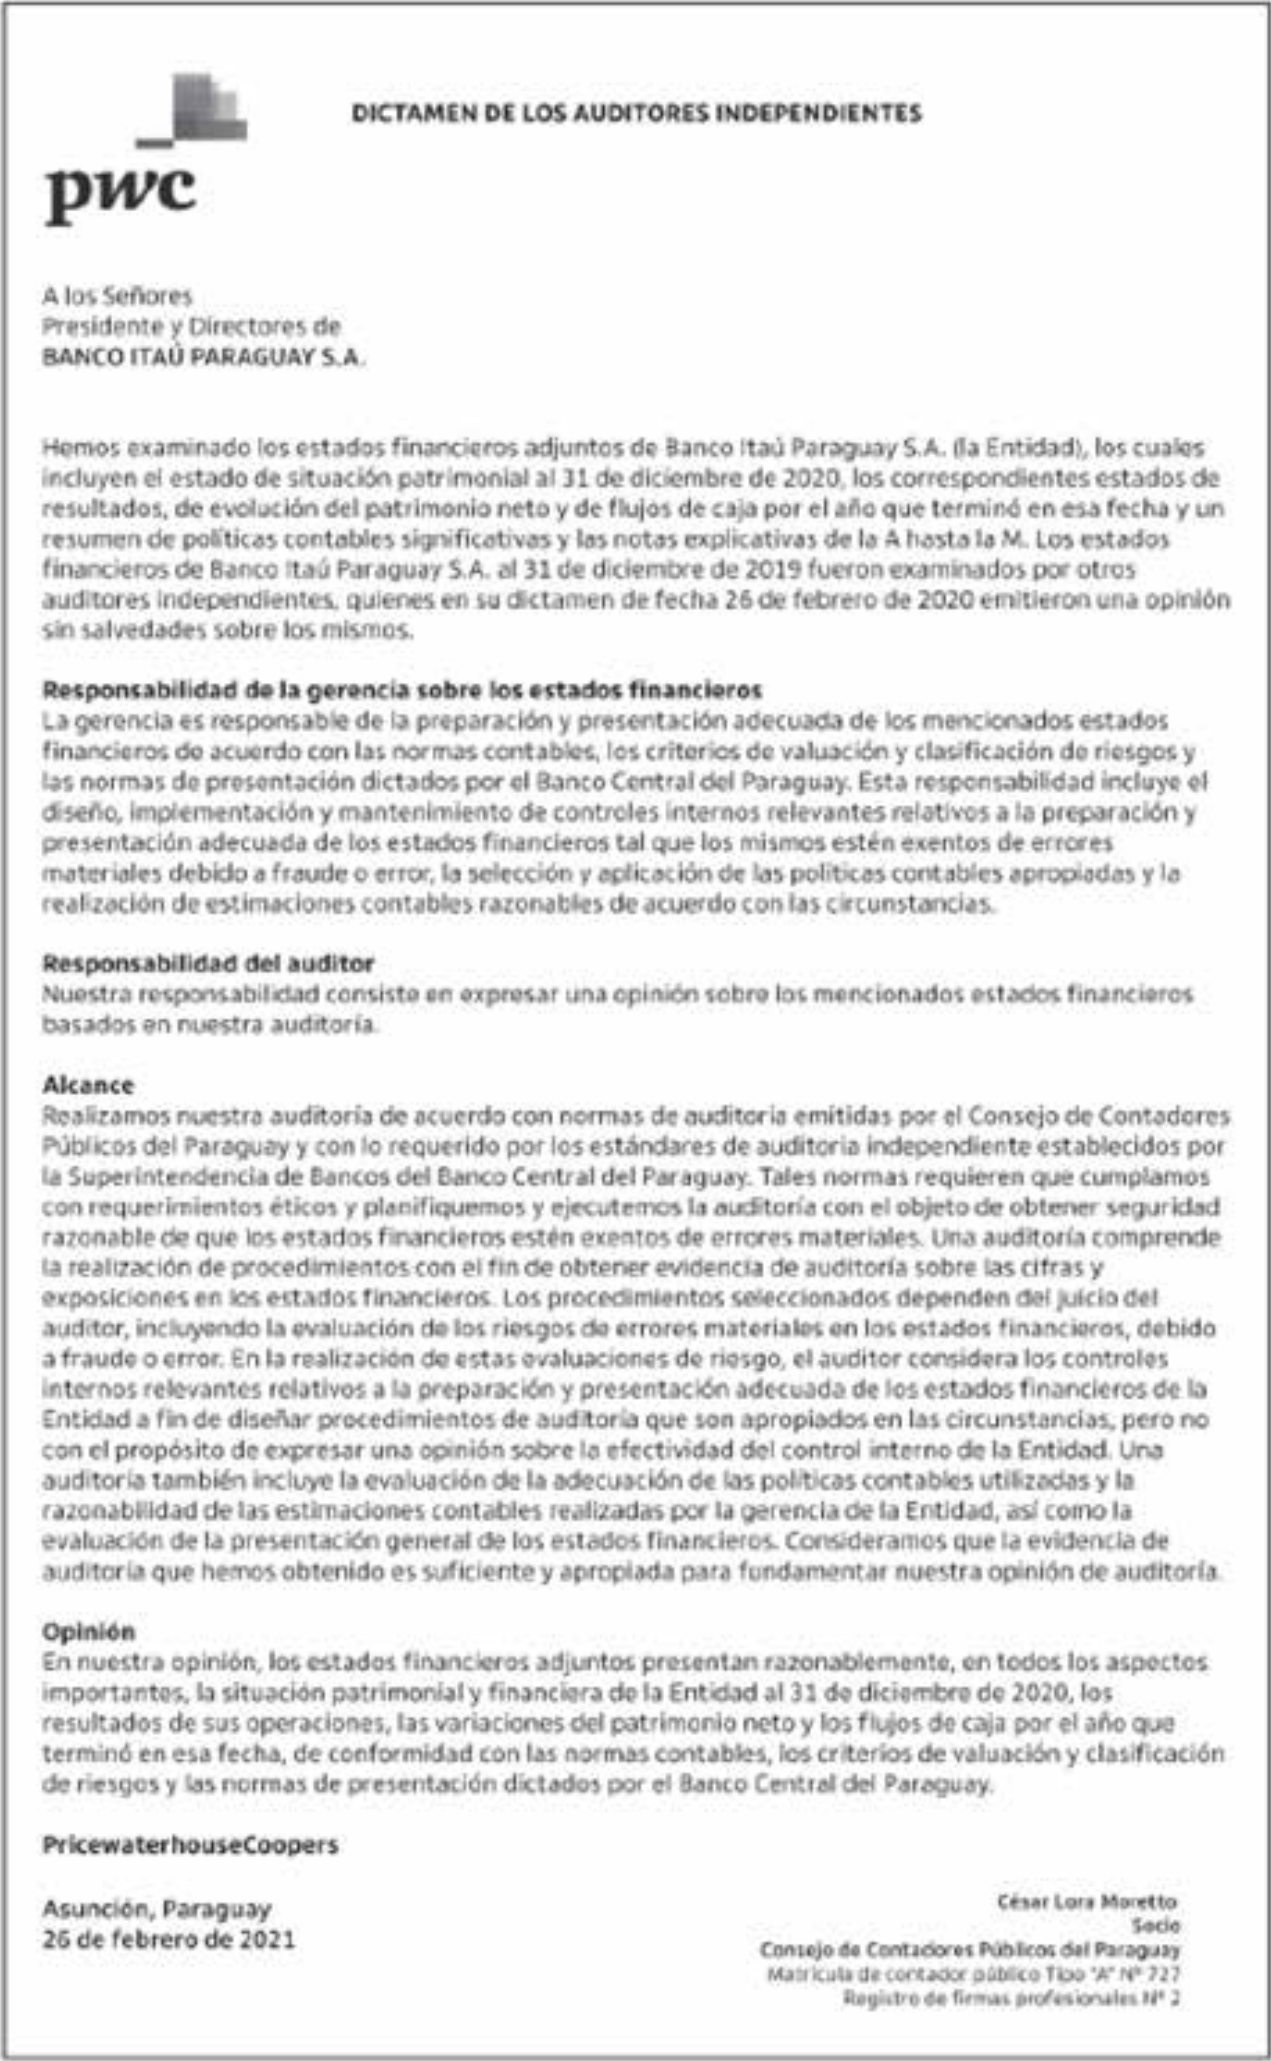 pwc
DICTAMEN DE LOS AUDITORES INDEPENDIENTES
A los Señores
Presidente y Directores de
BANCO ITAÚ PARAGUAY S.A.
Hemos examinado los estados financieros adjuntos de Banco Itaú Paraguay S.A. (la Entidad), los cuales
incluyen el estado de situación patrimonial al 31 de diciembre de 2020, los correspondientes estados de
resultados, de evolución del patrimonio neto y de flujos de caja por el año que terminó en esa fecha y un
resumen de políticas contables significativas y las notas explicativas de la A hasta la M. Los estados
financieros de Banco Itaú Paraguay S.A. al 31 de diciembre de 2019 fueron examinados por otros
auditores independientes, quienes en su dictamen de fecha 26 de febrero de 2020 emitieron una opinión
sin salvedades sobre los mismos.
Responsabilidad de la gerencia sobre los estados financieros
La gerencia es responsable de la preparación y presentación adecuada de los mencionados estados
financieros de acuerdo con las normas contables, los criterios de valuación y clasificación de riesgos y
las normas de presentación dictados por el Banco Central del Paraguay. Esta responsabilidad incluye el
diseño, implementación y mantenimiento de controles internos relevantes relativos a la preparación y
presentación adecuada de los estados financieros tal que los mismos estén exentos de errores
materiales debido a fraude o error, la selección y aplicación de las políticas contables apropiadas y la
realización de estimaciones contables razonables de acuerdo con las circunstancias.
Responsabilidad del auditor
Nuestra responsabilidad consiste en expresar una opinión sobre los mencionados estados financieros
basados en nuestra auditoría.
Alcance
Realizamos nuestra auditoría de acuerdo con normas de auditoría emitidas por el Consejo de Contadores
Públicos del Paraguay y con lo requerido por los estándares de auditoria independiente establecidos por
la Superintendencia de Bancos del Banco Central del Paraguay. Tales normas requieren que cumplamos
con requerimientos éticos y planifiquemos y ejecutemos la auditoría con el objeto de obtener seguridad
razonable de que los estados financieros estén exentos de errores materiales. Una auditoría comprende
la realización de procedimientos con el fin de obtener evidencia de auditoría sobre las cifras y
exposiciones en los estados financieros. Los procedimientos seleccionados dependen del juicio del
auditor, incluyendo la evaluación de los riesgos de errores materiales en los estados financieros, debido
a fraude o error. En la realización de estas evaluaciones de riesgo, el auditor considera los controles
internos relevantes relativos a la preparación y presentación adecuada de los estados financieros de la
Entidad a fin de diseñar procedimientos de auditoría que son apropiados en las circunstancias, pero no
con el propósito de expresar una opinión sobre la efectividad del control interno de la Entidad. Una
auditoría también incluye la evaluación de la adecuación de las políticas contables utilizadas y la
razonabilidad de las estimaciones contables realizadas por la gerencia de la Entidad, así como la
evaluación de la presentación general de los estados financieros. Consideramos que la evidencia de
auditoría que hemos obtenido es suficiente y apropiada para fundamentar nuestra opinión de auditoría.
Opinión
En nuestra opinión, los estados financieros adjuntos presentan razonablemente, en todos los aspectos
importantes, la situación patrimonial y financiera de la Entidad al 31 de diciembre de 2020, los
resultados de sus operaciones, las variaciones del patrimonio neto y los flujos de caja por el año que
terminó en esa fecha, de conformidad con las normas contables, los criterios de valuación y clasificación
de riesgos y las normas de presentación dictados por el Banco Central del Paraguay.
PricewaterhouseCoopers
Asunción, Paraguay
26 de febrero de 2021
César Lora Moretto
Socio
Consejo de Contadores Públicos del Paraguay
Matrícula de contador público Tipo "A" Nº 727
Registro de firmas profesionales Nº 2